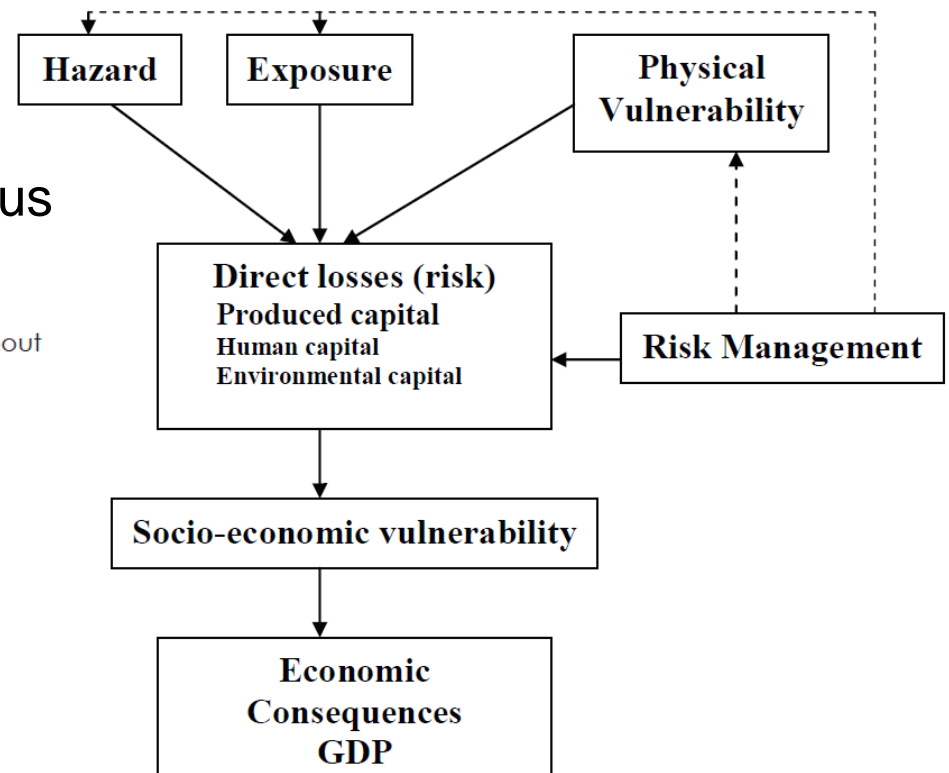 Hazard
Exposure
Physical
Vulnerability
us
Direct losses (risk)
Produced capital
Human capital
Environmental capital
out
Risk Management
Socio-economic vulnerability
Economic
Consequences
GDP